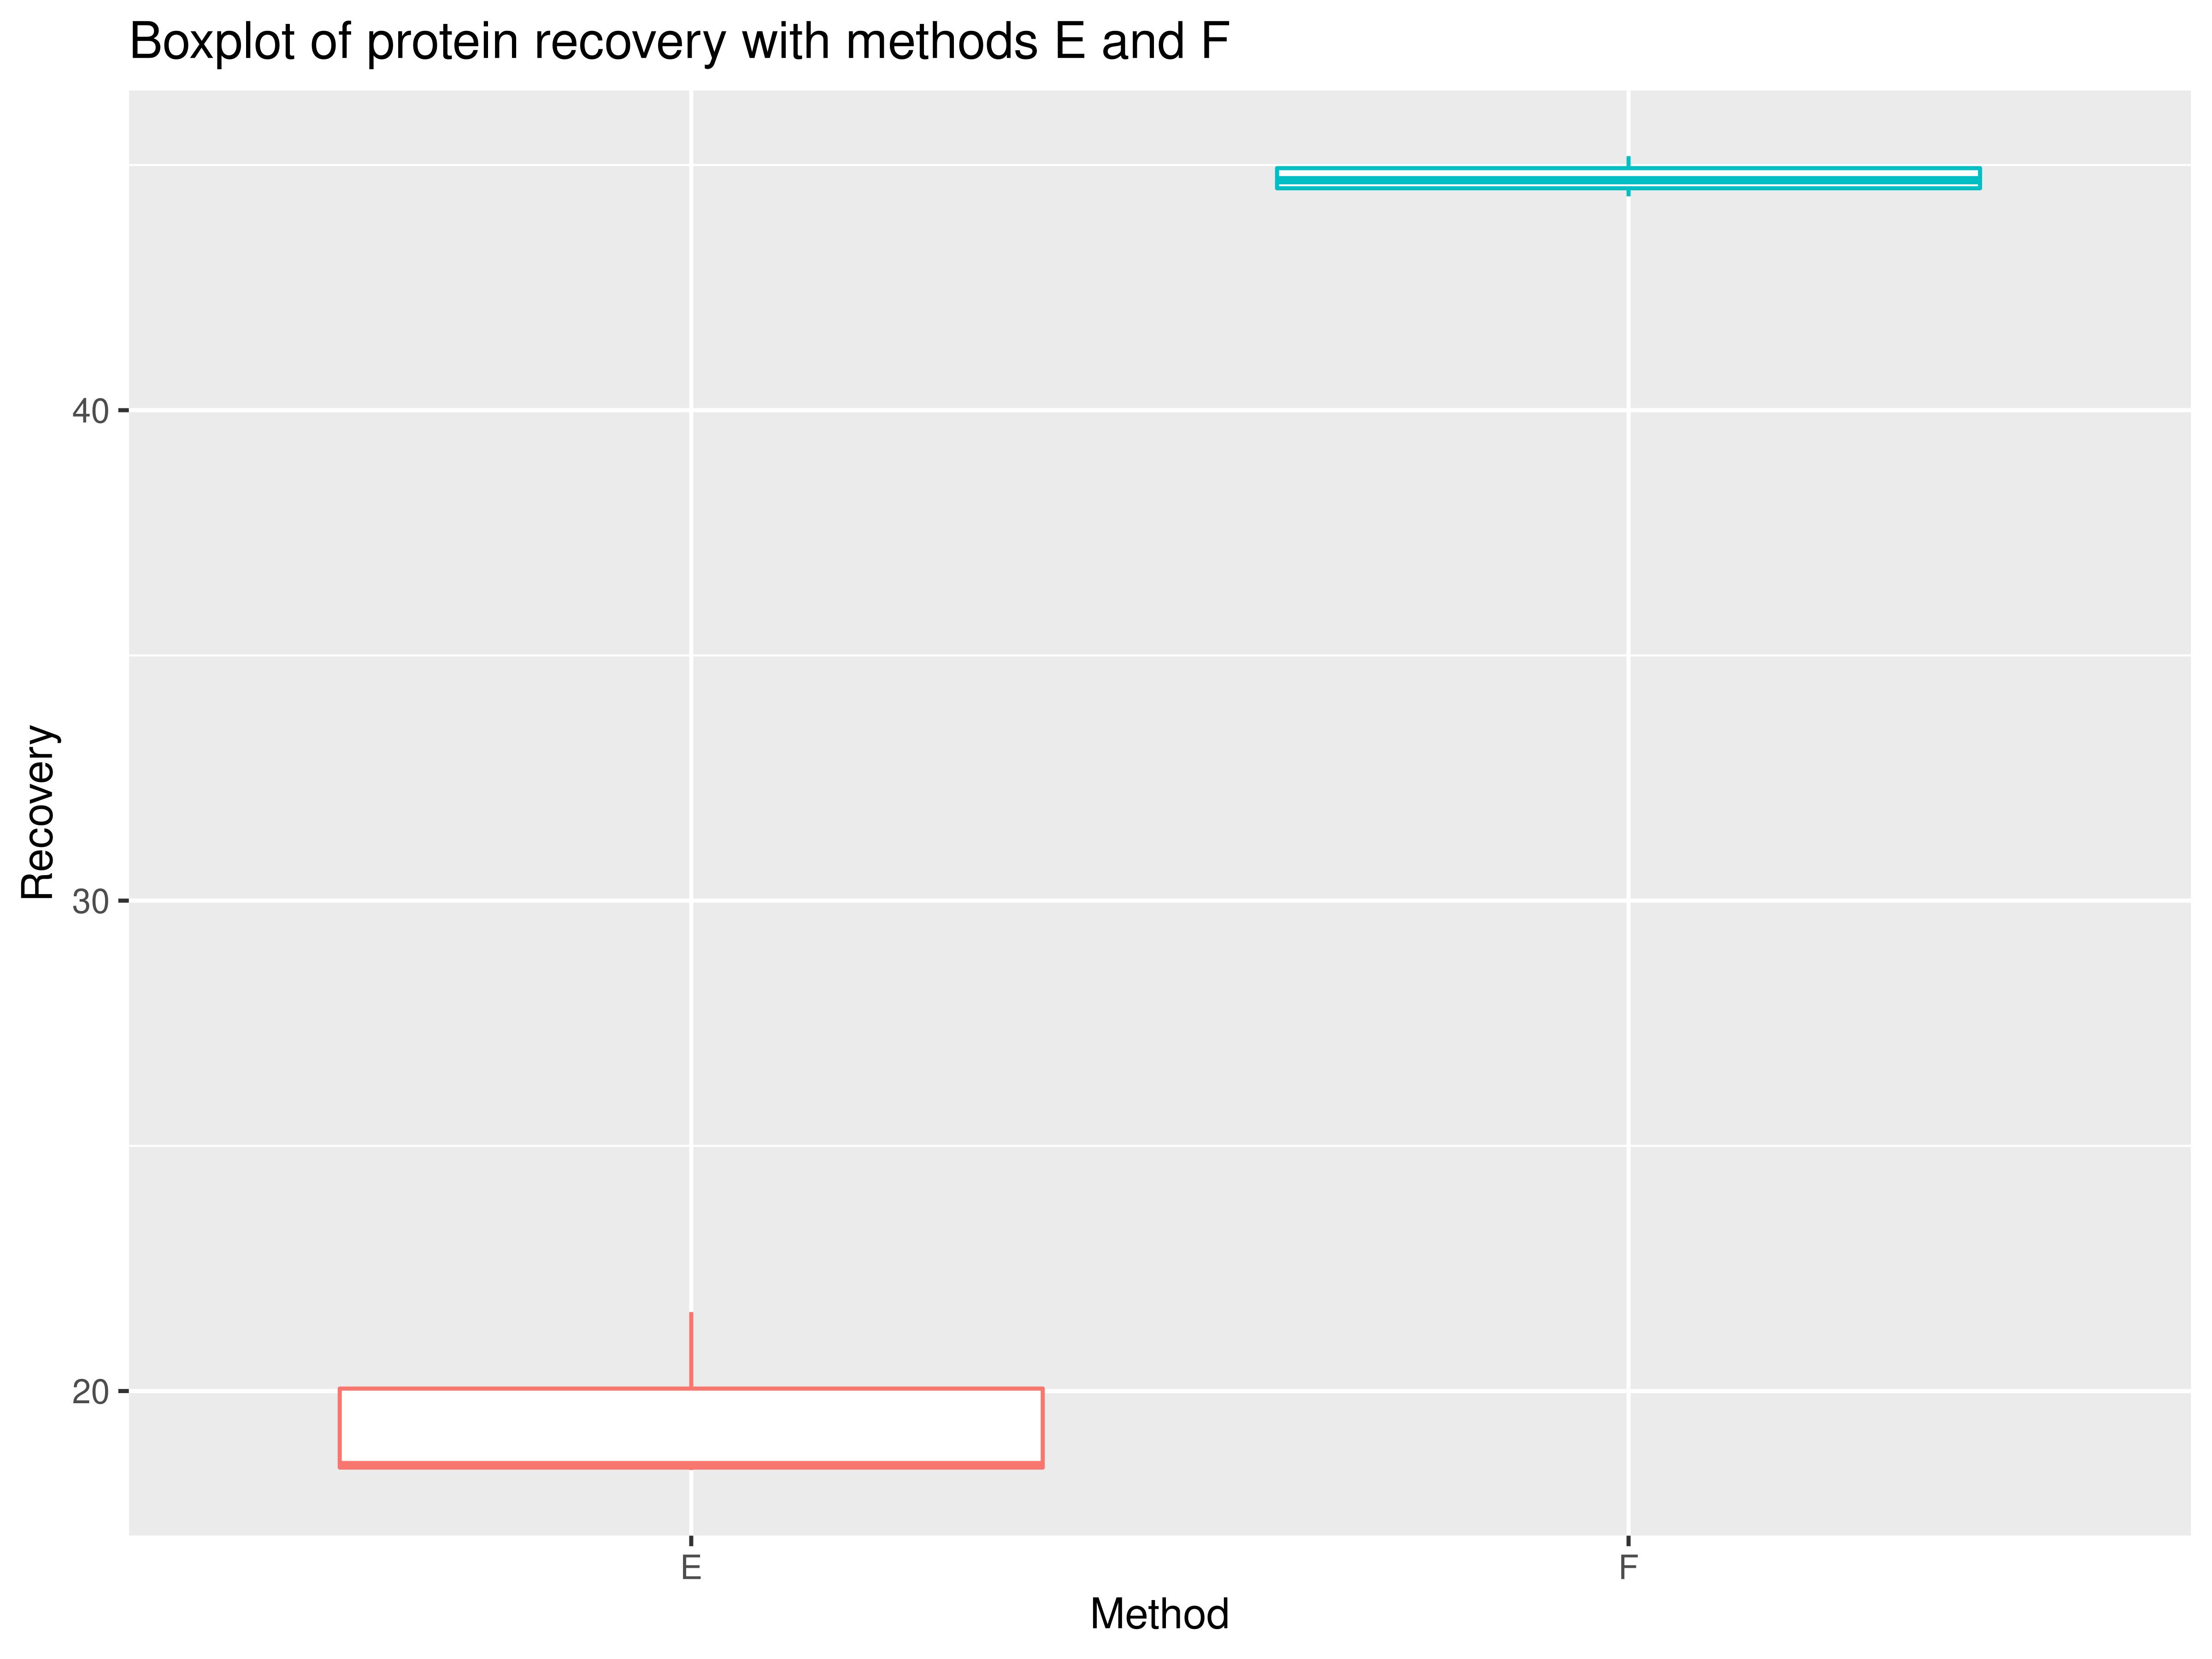 Boxplot of protein recovery with methods E and F
40
30
20
Recovery
E
F
Method